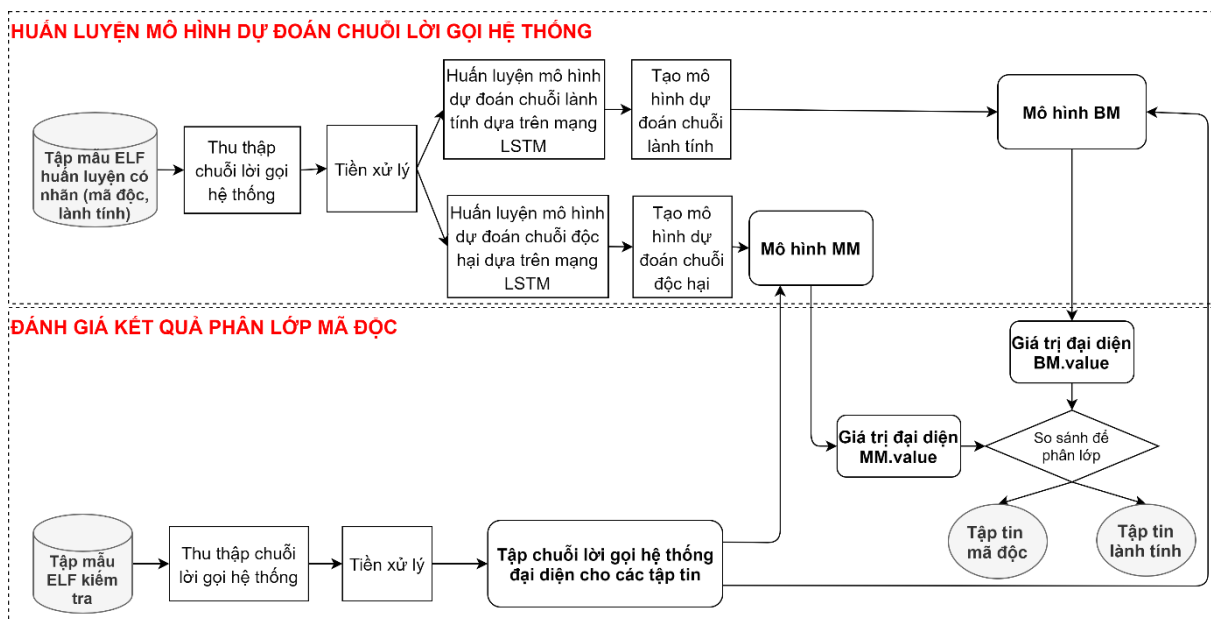 HUẤN LUYỆN MÔ HÌNH DỰ ĐOÁN CHUỖI LỜI GỌI HỆ THỐNG
Tập mẫu ELF
huấn luyện có
nhãn (mã độc,
lành tính)
Thu thập
chuỗi lời gọi
hệ thống
Tiền xử lý
Huấn luyện mô hình
dự đoán chuỗi lành
tính dựa trên mạng
LSTM
Tạo mô
hình dự
đoán chuỗi
lành tính
Mô hình BM
Huấn luyện mô hình
dự đoán chuỗi độc
hại dựa trên mạng
LSTM
Tạo mô
hình dự
đoán chuỗi
độc hại
Mô hình MM
ĐÁNH GIÁ KẾT QUẢ PHÂN LỚP MÃ ĐỘC
Giá trị đại diện
BM.value
Giá trị đại diện
MM.value
So sánh để
phân lớp
Tập tin
mã độc
Tập tin
lành tính
Tập mẫu
ELF kiểm
tra
Thu thập chuỗi
lời gọi hệ thống
Tiền xử lý
Tập chuỗi lời gọi hệ thống
đại diện cho các tập tin